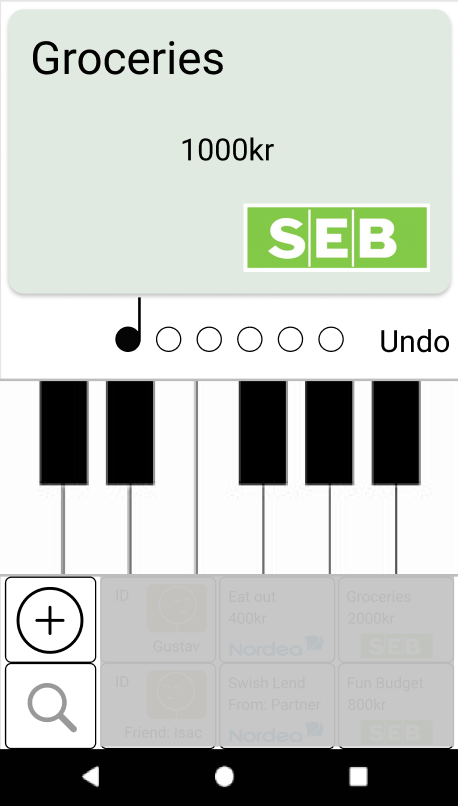 Groceries
1000kr
SEB
Undo
ID
Gustav
Eat out
400kr
Nordea
Groceries
2000kr
SEB
ID
Friend: Isac
Swish Lend
From: Partner
Nordea
Fun Budget
800kr
SEB